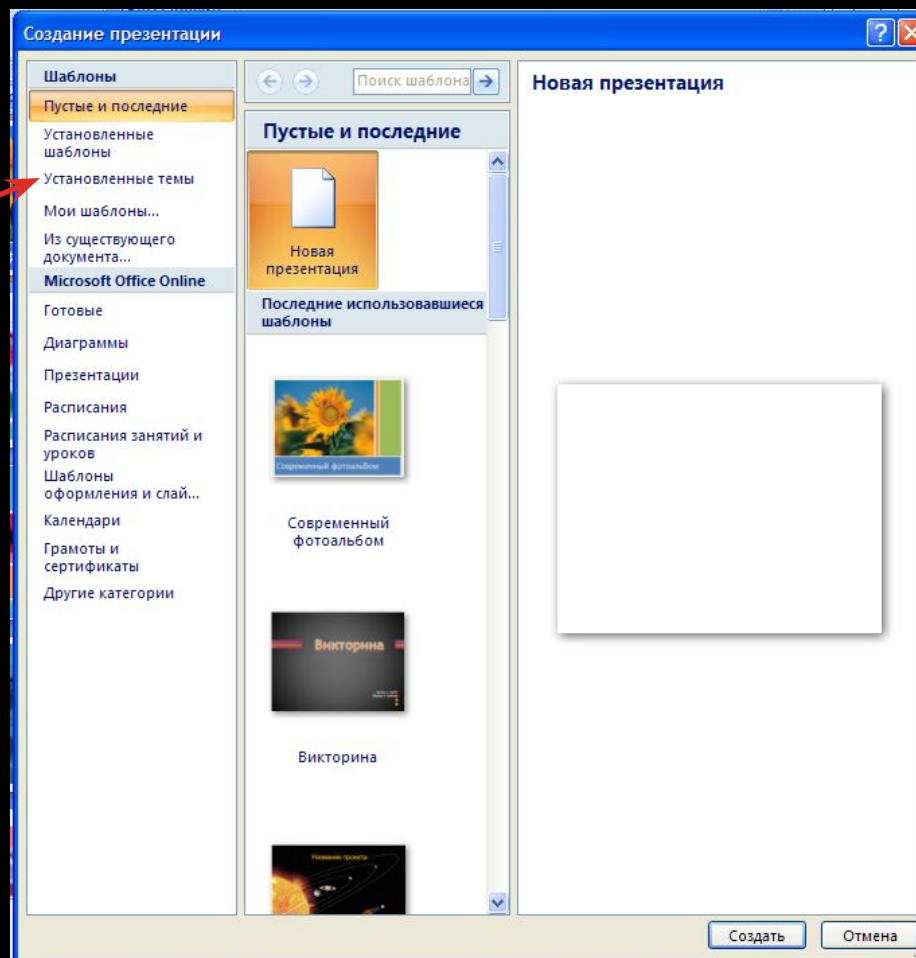 Создание презентации
?
Шаблоны
Пустые и последние
Установленные
шаблоны
Установленные темы
Мои шаблоны...
Из существующего
документа...
Microsoft Office Online
Готовые
Диаграммы
Презентации
Расписания
Расписания занятий и
уроков
Шаблоны
оформления и слай...
Календари
Грамоты и
сертификаты
Другие категории
Поиск шаблона
Пустые и последние
Новая
презентация
Последние использовавшиеся
шаблоны
Современный фотоальбом
Современный
фотоальбом
Викторина
Викторина
Название проекта
Новая презентация
Создать
Отмена